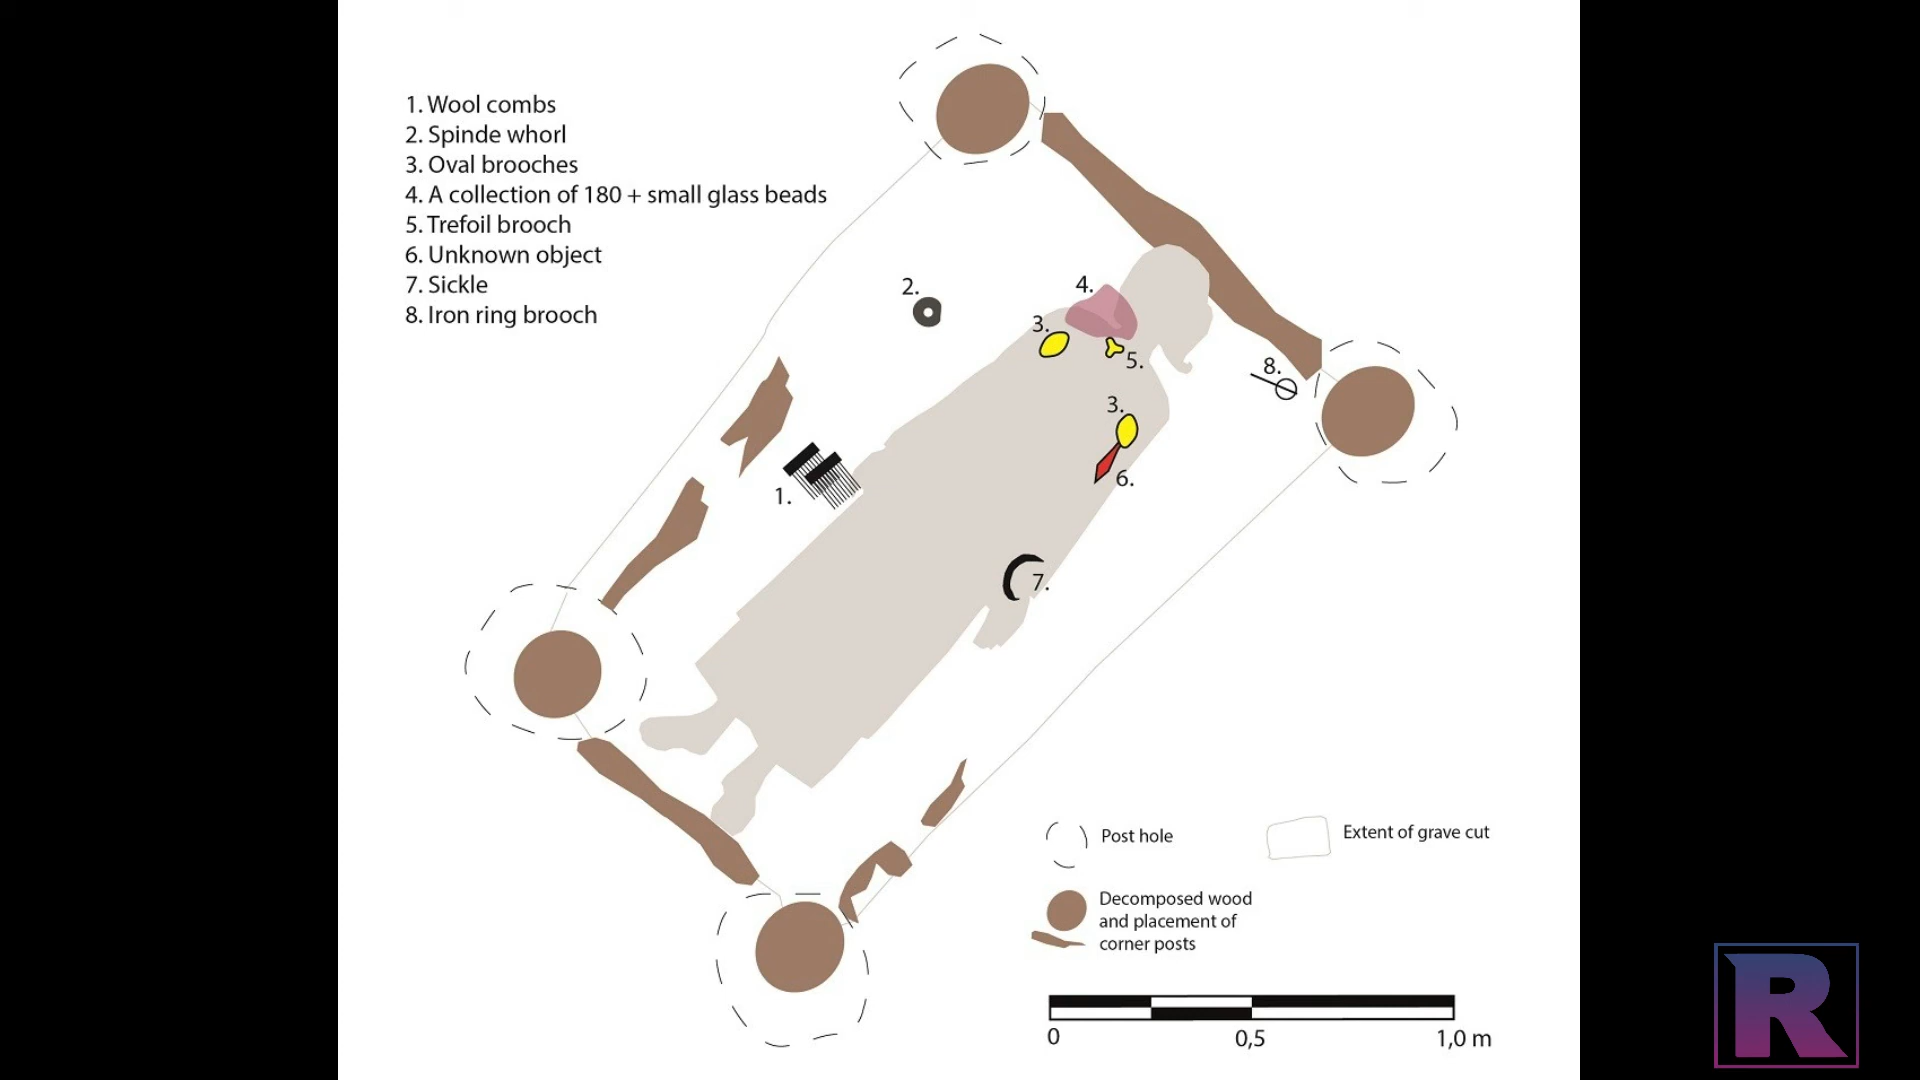 1. Wool combs
2. Spinde whorl
3. Oval brooches
4. A collection of 180 + small glass beads
5. Trefoil brooch
6. Unknown object
7. Sickle
8. Iron ring brooch
2.
4.
3.
5.
8.
3.
6.
1.
7.
Post hole
Extent of grave cut
Decomposed wood
and placement of
corner posts
0
0,5
1,0 m
R